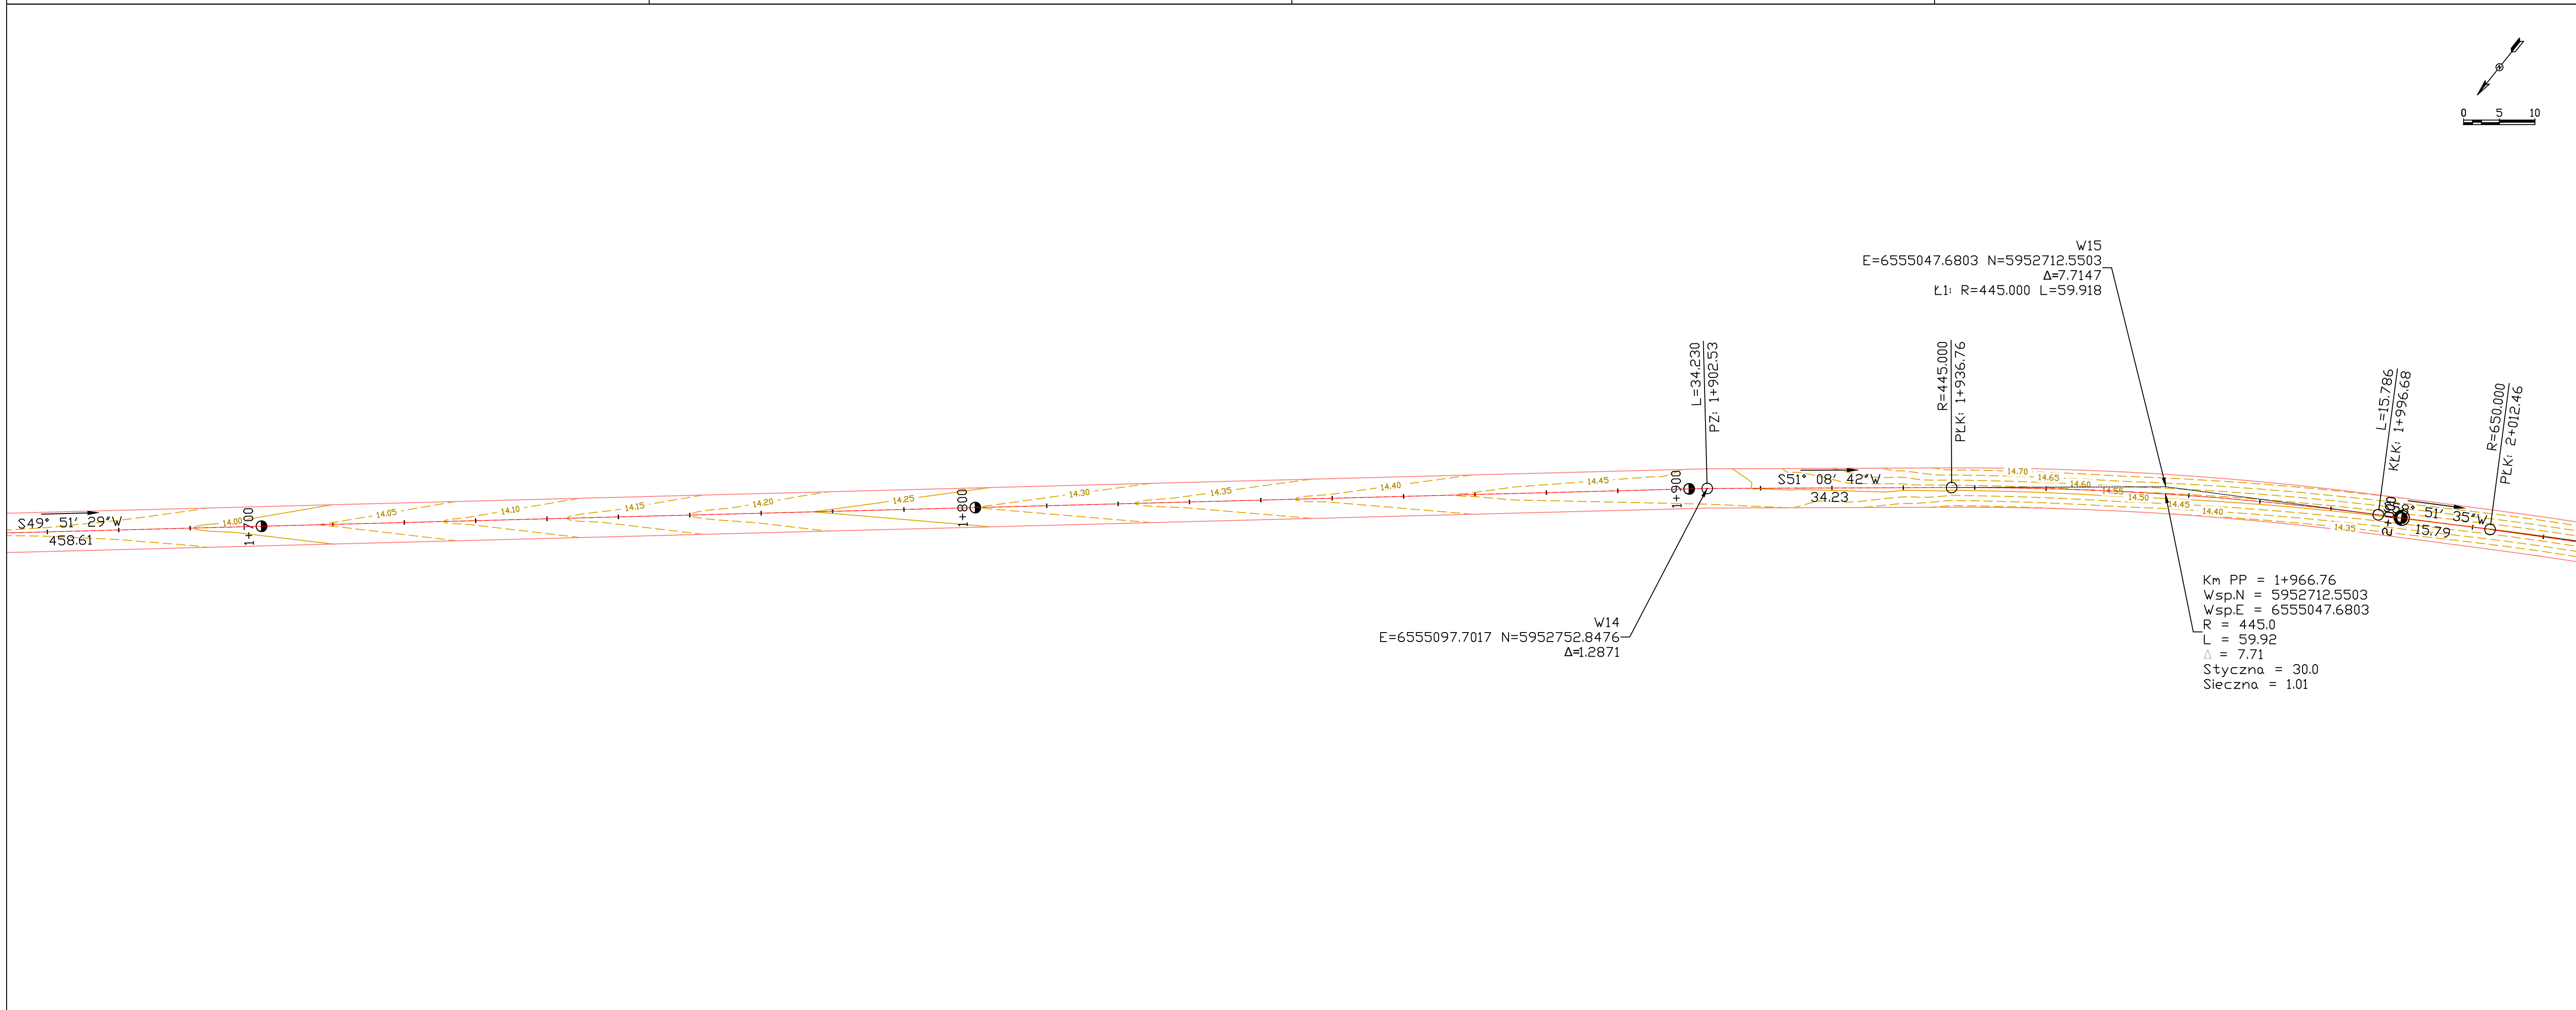 0 5 10
W15
E=6555047.6803 N=5952712.5503
Δ=7.7147
Ł1: R=445.000 L=59.918
L=34.230
PZ: 1+902.53
R=445.000
PŁK: 1+936.76
L=15.786
KŁK: 1+996.68
R=650.000
PŁK: 2+012.46
S49° 51' 29"W
458.61
14.00
1+700
14.05
14.10
14.15
14.20
14.25
1+800
14.30
14.35
14.40
14.45
1+900
S51° 08' 42"W
34.23
14.70
14.65
14.60
14.55
14.50
14.45
14.40
14.35
2+000
S58° 51' 35"W
15.79
W14
E=6555097.7017 N=5952752.8476
Δ=1.2871
Km PP = 1+966.76
Wsp.N = 5952712.5503
Wsp.E = 6555047.6803
R = 445.0
L = 59.92
Δ = 7.71
Styczna = 30.0
Sieczna = 1.01